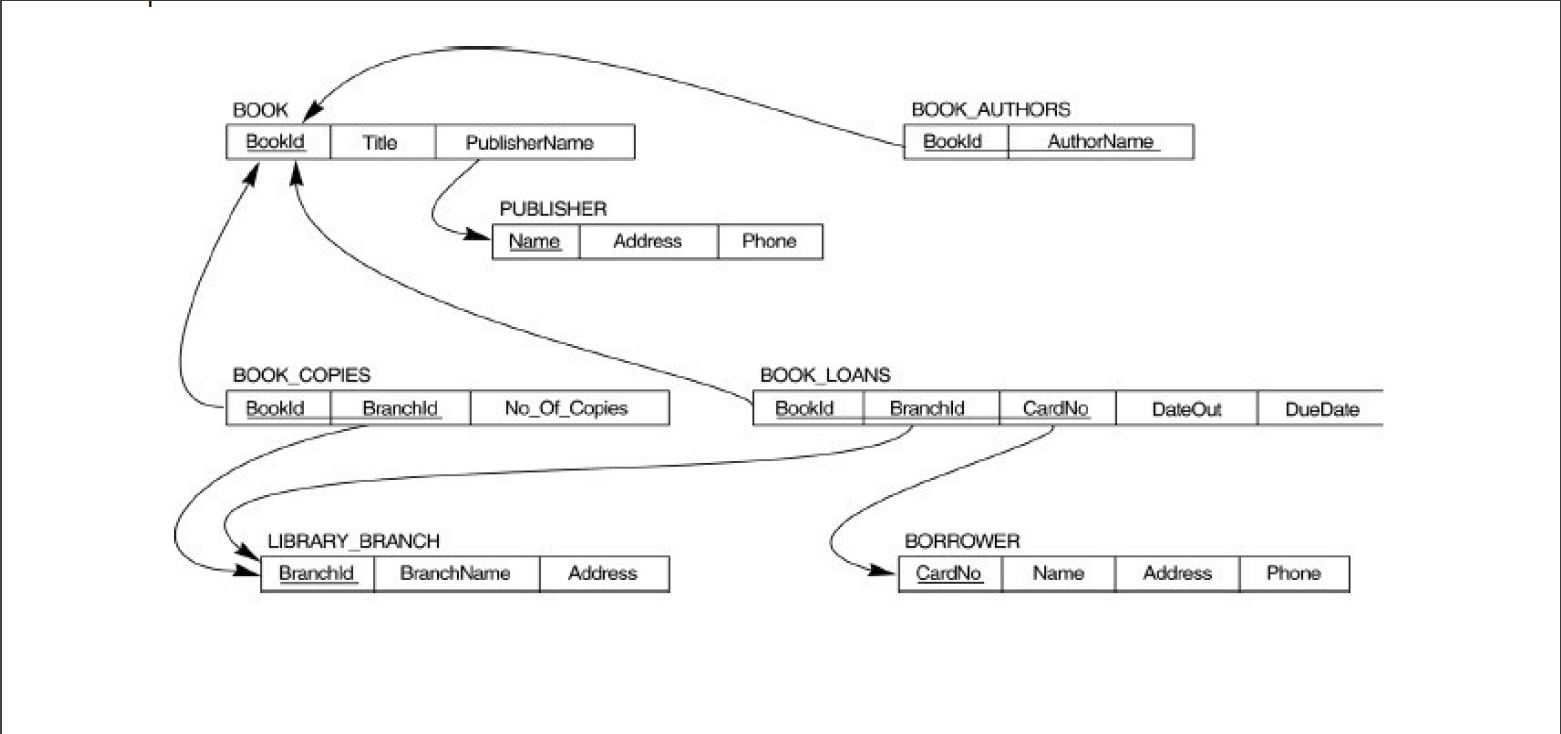 BOOK
BookId Title PublisherName
BOOK_AUTHORS
BookId AuthorName
PUBLISHER
Name Address Phone
BOOK_COPIES
BookId BranchId No_Of_Copies
BOOK_LOANS
BookId BranchId CardNo DateOut DueDate
LIBRARY_BRANCH
BranchId BranchName Address
BORROWER
CardNo Name Address Phone